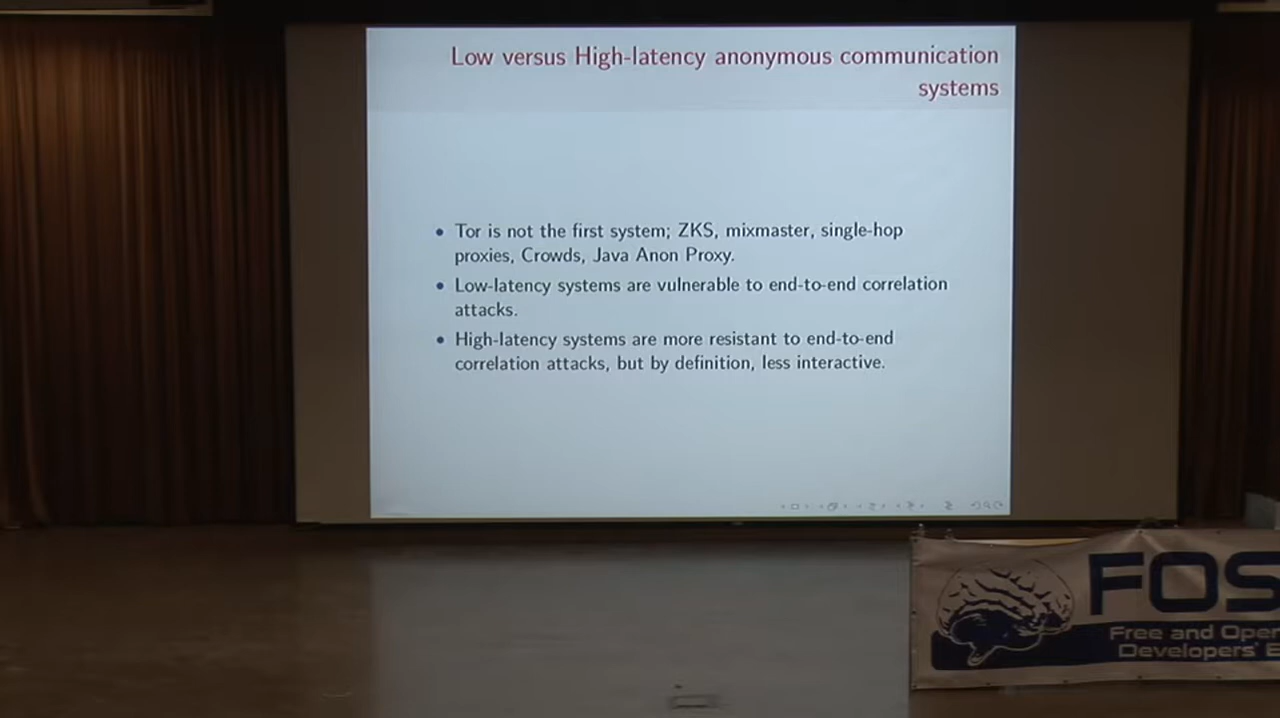 Low versus High-latency anonymous communication
systems
• Tor is not the first system; ZKS, mixmaster, single-hop
proxies, Crowds, Java Anon Proxy.
• Low-latency systems are vulnerable to end-to-end correlation
attacks.
• High-latency systems are more resistant to end-to-end
correlation attacks, but by definition, less interactive.
FOS
Free and Oper
Developers' E